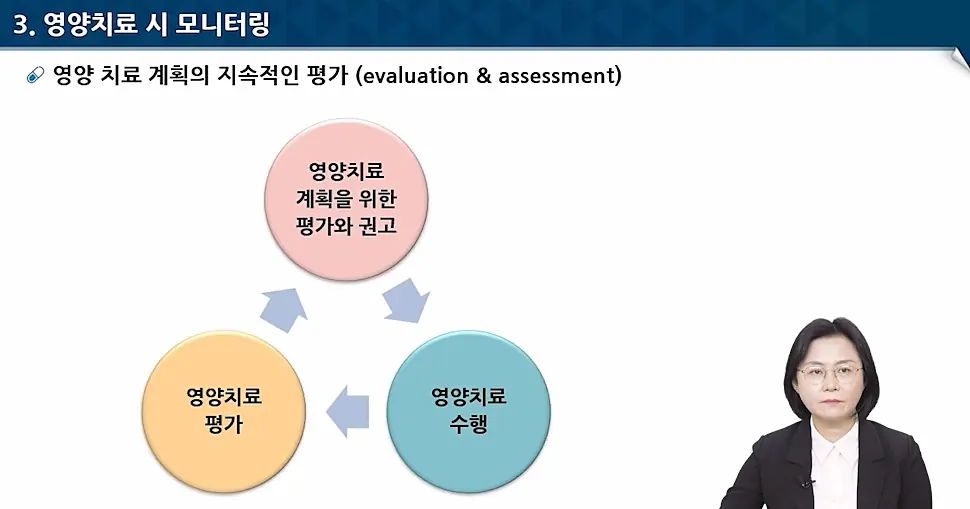 3. 영양치료 시 모니터링
영양 치료 계획의 지속적인 평가 (evaluation & assessment)
영양치료
계획을 위한
평가와 권고
영양치료
평가
영양치료
수행